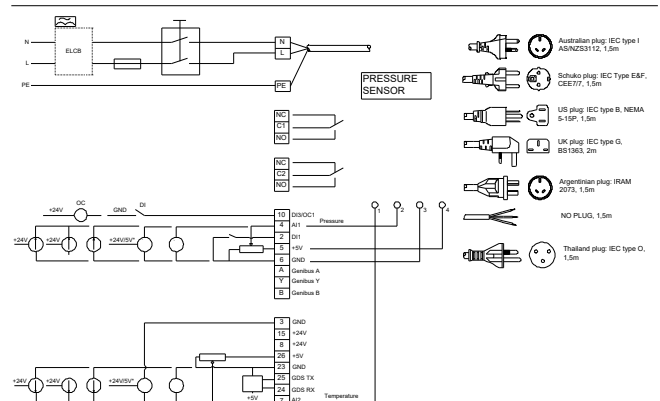 N
ELCB
L
PE
N
L
PE
PRESSURE
SENSOR
NC
C1
NO
NC
C2
NO
+24V
OC
GND
DI
10 DI3/OC1
4 AI1
Pressure
2 DI1
5 +5V
6 GND
A Genibus A
Y Genibus Y
B Genibus B
+24V
+24V
+24V/5V*
1
2
3
4
3 GND
15 +24V
8 +24V
26 +5V
23 GND
25 GDS TX
24 GDS RX
7 AI2
Temperature
+24V
+24V
+24V/5V*
+5V
Australian plug: IEC type I
AS/NZS3112, 1,5m
Schuko plug: IEC Type E&F,
CEE7/7, 1,5m
US plug: IEC type B, NEMA
5-15P, 1,5m
UK plug: IEC type G,
BS1363, 2m
Argentinian plug: IRAM
2073, 1,5m
NO PLUG, 1,5m
Thailand plug: IEC type O,
1,5m